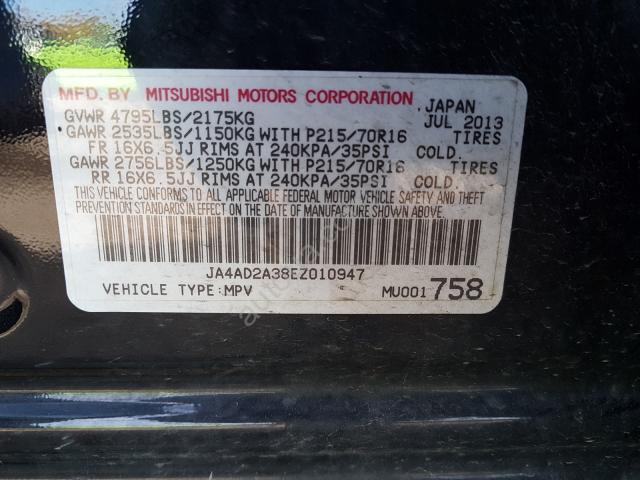 MFD. BY MITSUBISHI MOTORS CORPORATION JAPAN
GVWR 4795LBS/2175KG JUL 2013
GAWR 2535LBS/1150KG WITH P215/70R16 TIRES
FR 16X6.5JJ RIMS AT 240KPA/35PSI COLD.
GAWR 2756LBS/1250KG WITH P215/70R16 TIRES
RR 16X6.5JJ RIMS AT 240KPA/35PSI COLD.
THIS VEHICLE CONFORMS TO ALL APPLICABLE FEDERAL MOTOR VEHICLE SAFETY AND THEFT
PREVENTION STANDARDS IN EFFECT ON THE DATE OF MANUFACTURE SHOWN ABOVE.
JA4AD2A38EZ010947
VEHICLE TYPE:MPV MU001758